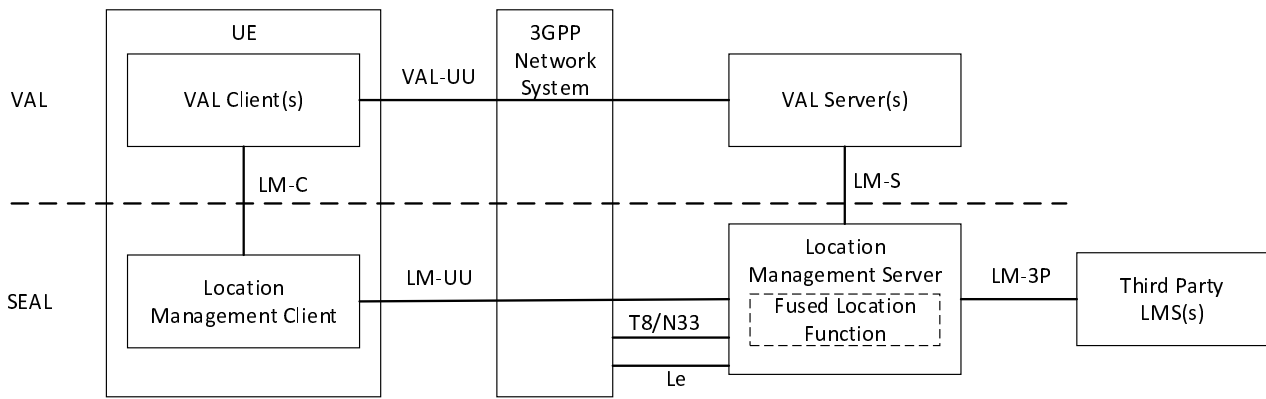 UE
3GPP
Network
System
VAL
VAL Client(s)
VAL-UU
VAL Server(s)
LM-C
LM-S
SEAL
Location
Management Client
LM-UU
Location
Management Server
Fused Location
Function
LM-3P
Third Party
LMS(s)
T8/N33
Le